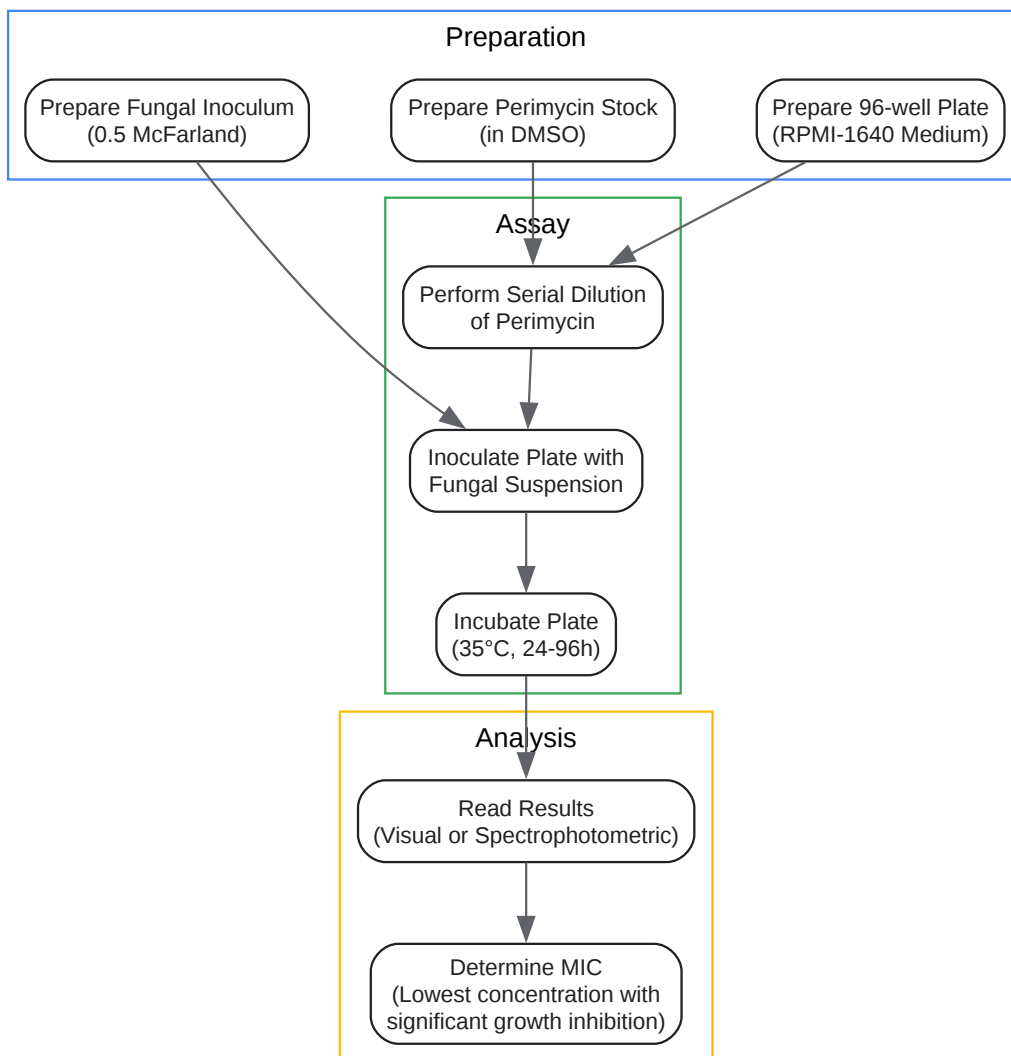 Preparation
Prepare Fungal Inoculum
(0.5 McFarland)
Prepare Perimycin Stock
(in DMSO)
Prepare 96-well Plate
(RPMI-1640 Medium)
Assay
Perform Serial Dilution
of Perimycin
Inoculate Plate with
Fungal Suspension
Incubate Plate
(35°C, 24-96h)
Analysis
Read Results
(Visual or Spectrophotometric)
Determine MIC
(Lowest concentration with
significant growth inhibition)